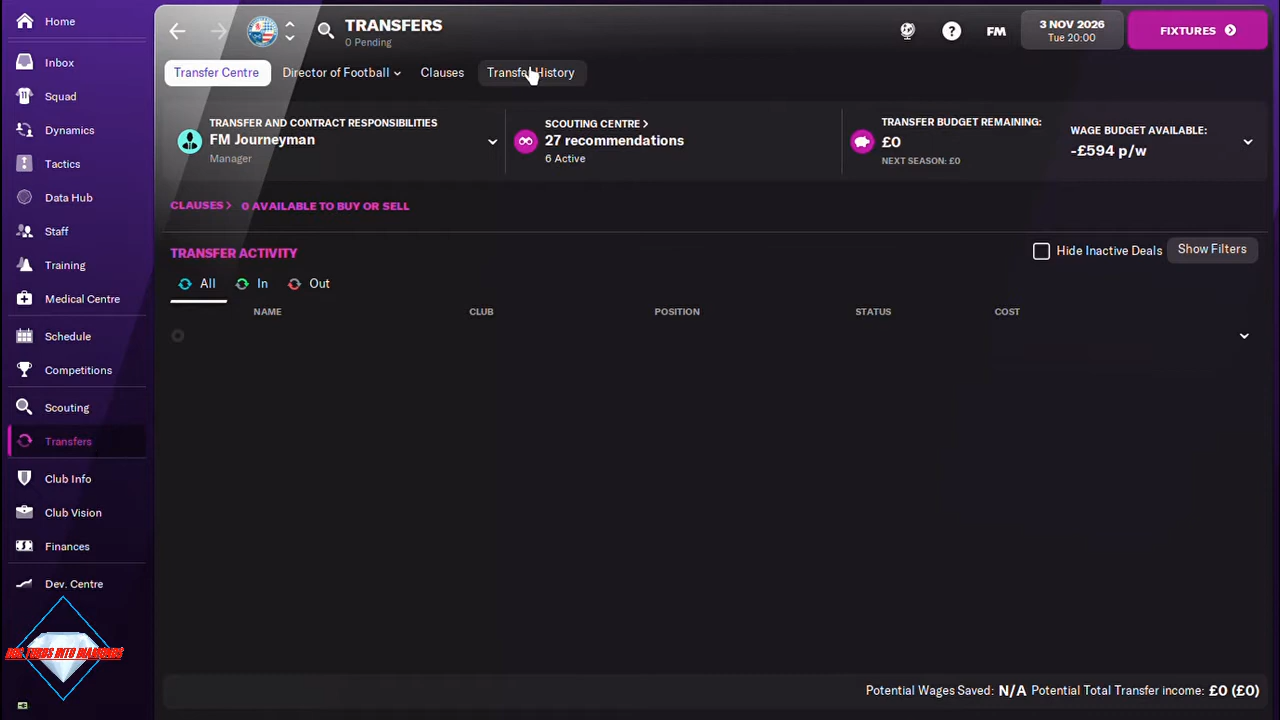 Home
Inbox
Squad
Dynamics
Tactics
Data Hub
Staff
Training
Medical Centre
Schedule
Competitions
Scouting
Transfers
Club Info
Club Vision
Finances
Dev. Centre
TRANSFERS
0 Pending
FM
3 NOV 2026
Tue 20:00
FIXTURES
Transfer Centre
Director of Football
Clauses
Transfer History
TRANSFER AND CONTRACT RESPONSIBILITIES
FM Journeyman
Manager
SCOUTING CENTRE >
27 recommendations
6 Active
TRANSFER BUDGET REMAINING:
£0
NEXT SEASON: £0
WAGE BUDGET AVAILABLE:
-£594 p/w
CLAUSES > 0 AVAILABLE TO BUY OR SELL
TRANSFER ACTIVITY
Hide Inactive Deals
Show Filters
All In Out
NAME CLUB POSITION STATUS COST
Potential Wages Saved: N/A Potential Total Transfer income: £0 (£0)